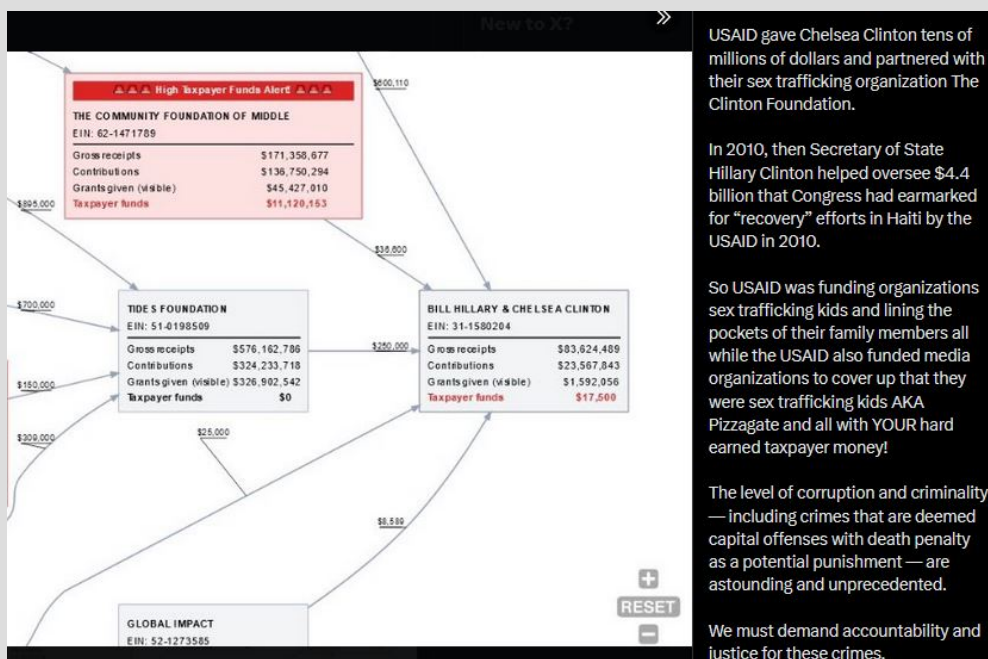 New to X?
🚨🚨🚨 High Taxpayer Funds Alert! 🚨🚨🚨
THE COMMUNITY FOUNDATION OF MIDDLE
EIN: 62-1471789
Gross receipts $171,358,677
Contributions $136,750,294
Grants given (visible) $45,427,010
Taxpayer funds $11,120,153
$600,110
$895,000
$36,600
$700,000
TIDES FOUNDATION
EIN: 51-0198509
Gross receipts $576,162,786
Contributions $324,233,718
Grants given (visible) $326,902,542
Taxpayer funds $0
$250,000
BILL HILLARY & CHELSEA CLINTON
EIN: 31-1580204
Gross receipts $83,624,489
Contributions $23,567,843
Grants given (visible) $1,592,056
Taxpayer funds $17,500
$150,000
$309,000
$25,000
$8,589
GLOBAL IMPACT
EIN: 52-1273585
RESET
USAID gave Chelsea Clinton tens of
millions of dollars and partnered with
their sex trafficking organization The
Clinton Foundation.
In 2010, then Secretary of State
Hillary Clinton helped oversee $4.4
billion that Congress had earmarked
for “recovery” efforts in Haiti by the
USAID in 2010.
So USAID was funding organizations
sex trafficking kids and lining the
pockets of their family members all
while the USAID also funded media
organizations to cover up that they
were sex trafficking kids AKA
Pizzagate and all with YOUR hard
earned taxpayer money!
The level of corruption and criminality
— including crimes that are deemed
capital offenses with death penalty
as a potential punishment — are
astounding and unprecedented.
We must demand accountability and
justice for these crimes.